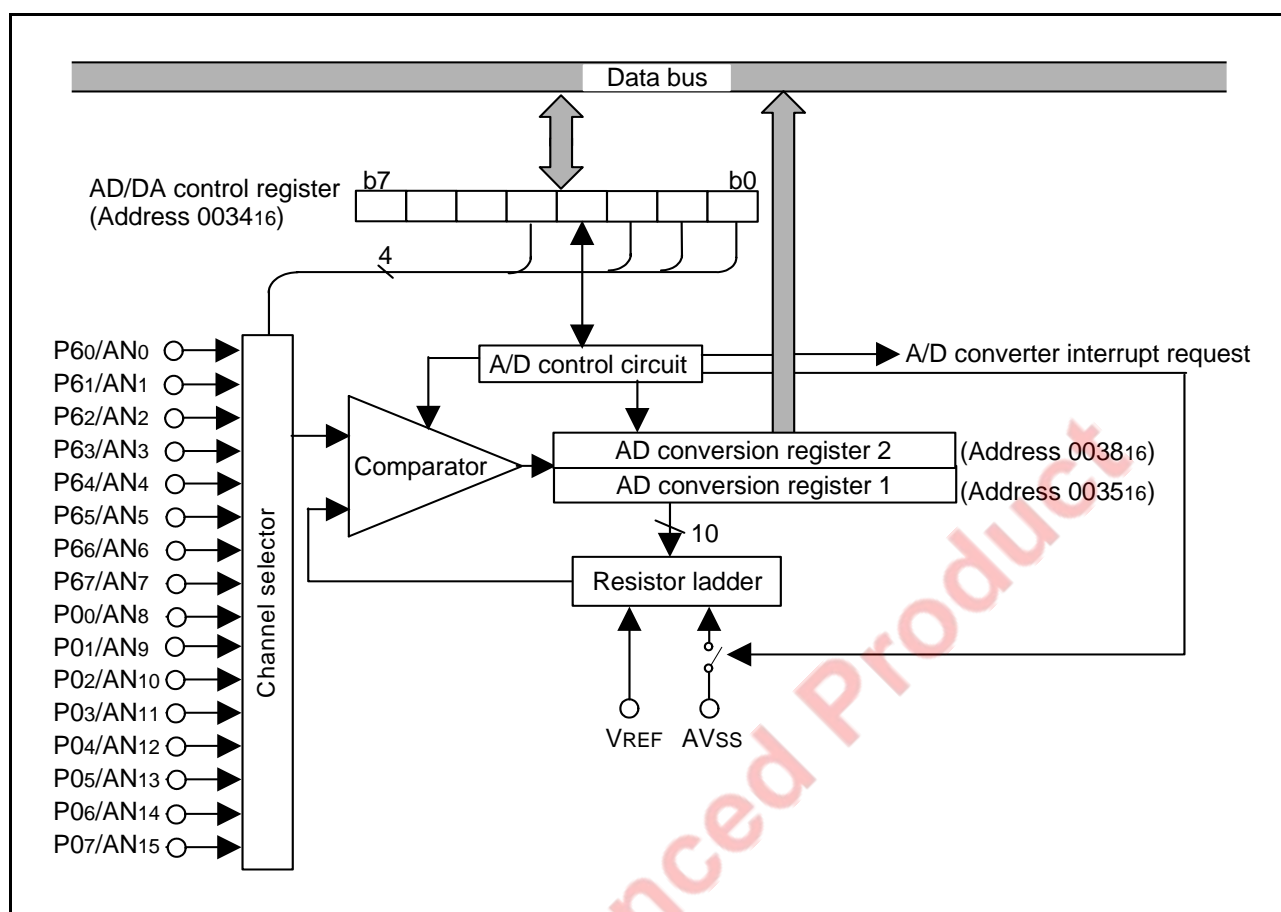 Data bus
AD/DA control register
(Address 003416)
b7
b0
4
P60/AN0
P61/AN1
P62/AN2
P63/AN3
P64/AN4
P65/AN5
P66/AN6
P67/AN7
P00/AN8
P01/AN9
P02/AN10
P03/AN11
P04/AN12
P05/AN13
P06/AN14
P07/AN15
Channel selector
A/D control circuit
A/D converter interrupt request
Comparator
AD conversion register 2
(Address 003816)
AD conversion register 1
(Address 003516)
10
Resistor ladder
VREF
AVSS
nced Product